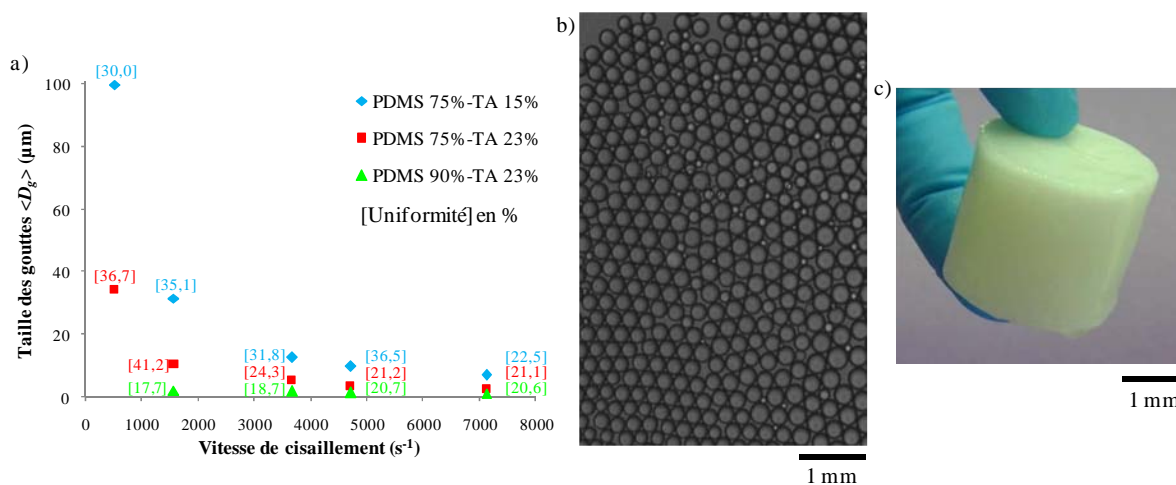 a)
Taille des gouttes <Dg> (µm)
100
80
60
40
20
0
[30,0]
[36,7]
[35,1]
[41,2]
[17,7]
[31,8]
[24,3]
[18,7]
[36,5]
[21,2]
[20,7]
[22,5]
[21,1]
[20,6]
PDMS 75%-TA 15%
PDMS 75%-TA 23%
PDMS 90%-TA 23%
[Uniformité] en %
0 1000 2000 3000 4000 5000 6000 7000 8000
Vitesse de cisaillement (s-1)
b)
1 mm
c)
1 mm